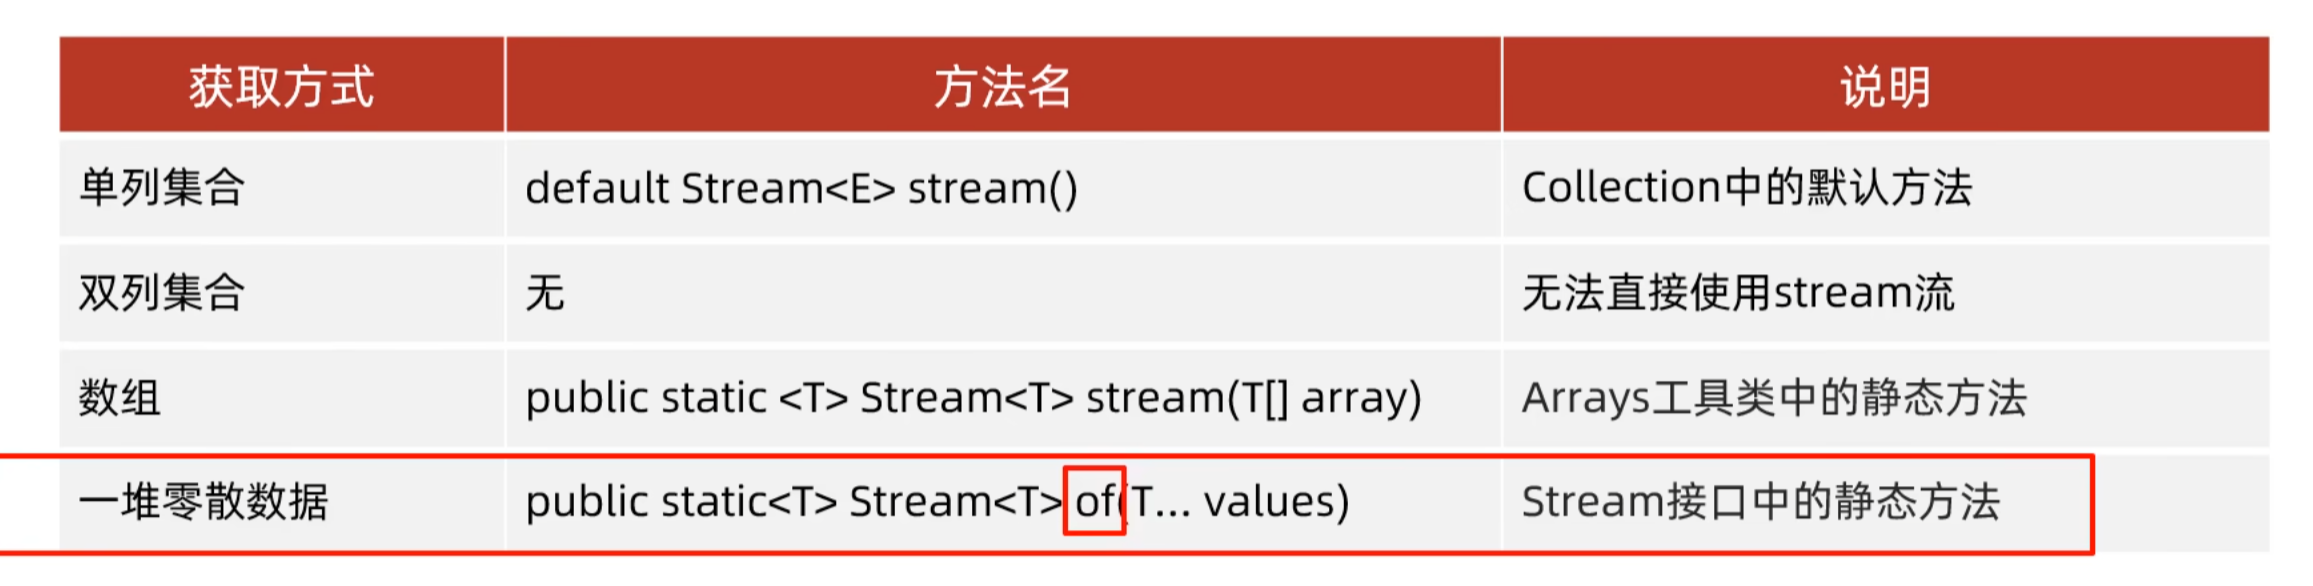 获取方式 方法名 说明
单列集合 default Stream<E> stream() Collection中的默认方法
双列集合 无 无法直接使用stream流
数组 public static <T> Stream<T> stream(T[] array) Arrays工具类中的静态方法
一堆零散数据 public static<T> Stream<T> of(T... values) Stream接口中的静态方法